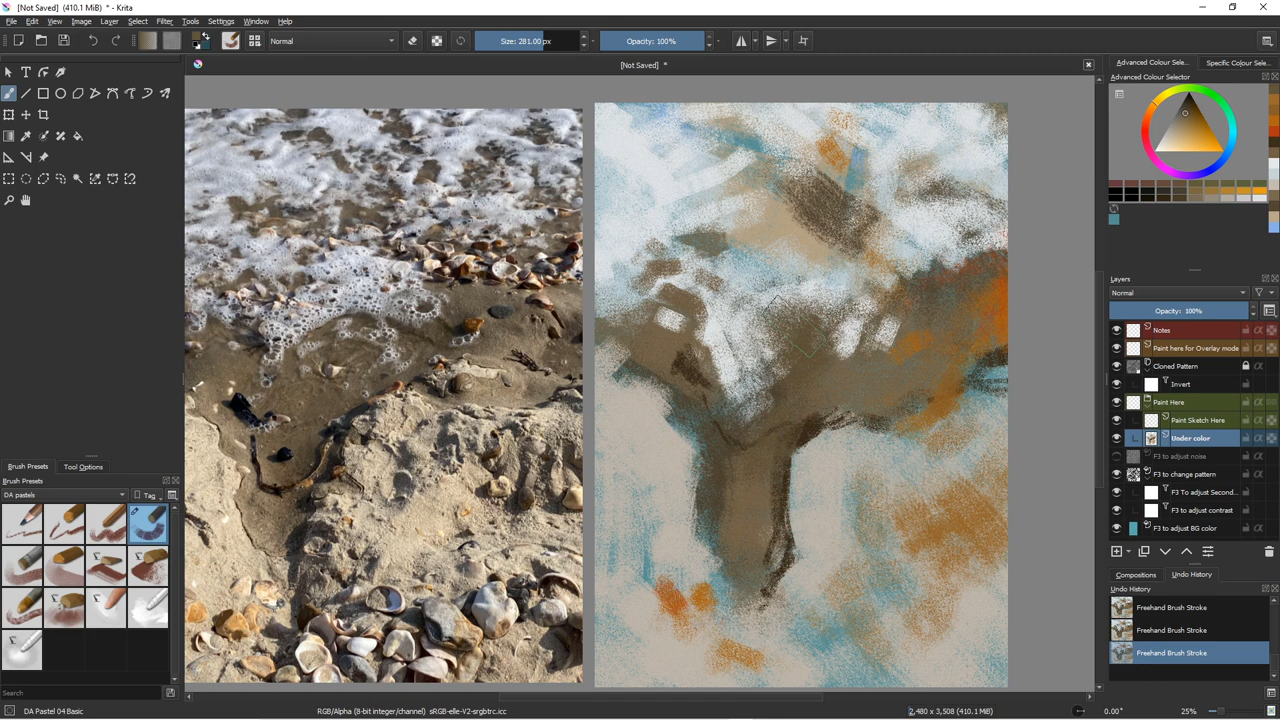 [Not Saved]  (410.1 MiB)  * - Krita
File Edit View Image Layer Select Filter Tools Settings Window Help
Normal Size: 281.00 px Opacity: 100%
[Not Saved]  *
Advanced Colour Sele... Specific Colour Sele...
Advanced Colour Selector
Layers
Normal
Opacity:  100%
Notes
Paint here for Overlay mode
Cloned Pattern
Invert
Paint Here
Paint Sketch Here
Under color
F3 to adjust noise
F3 to change pattern
F3 To adjust Second...
F3 to adjust contrast
F3 to adjust BG color
Compositions Undo History
Undo History
Freehand Brush Stroke
Freehand Brush Stroke
Freehand Brush Stroke
Brush Presets Tool Options
Brush Presets
DA pastels Tag
Search
DA Pastel 04 Basic RGB/Alpha (8-bit integer/channel)  sRGB-elle-V2-srgbtrc.icc 2,480 x 3,508 (410.1 MiB) 0.00° 25%